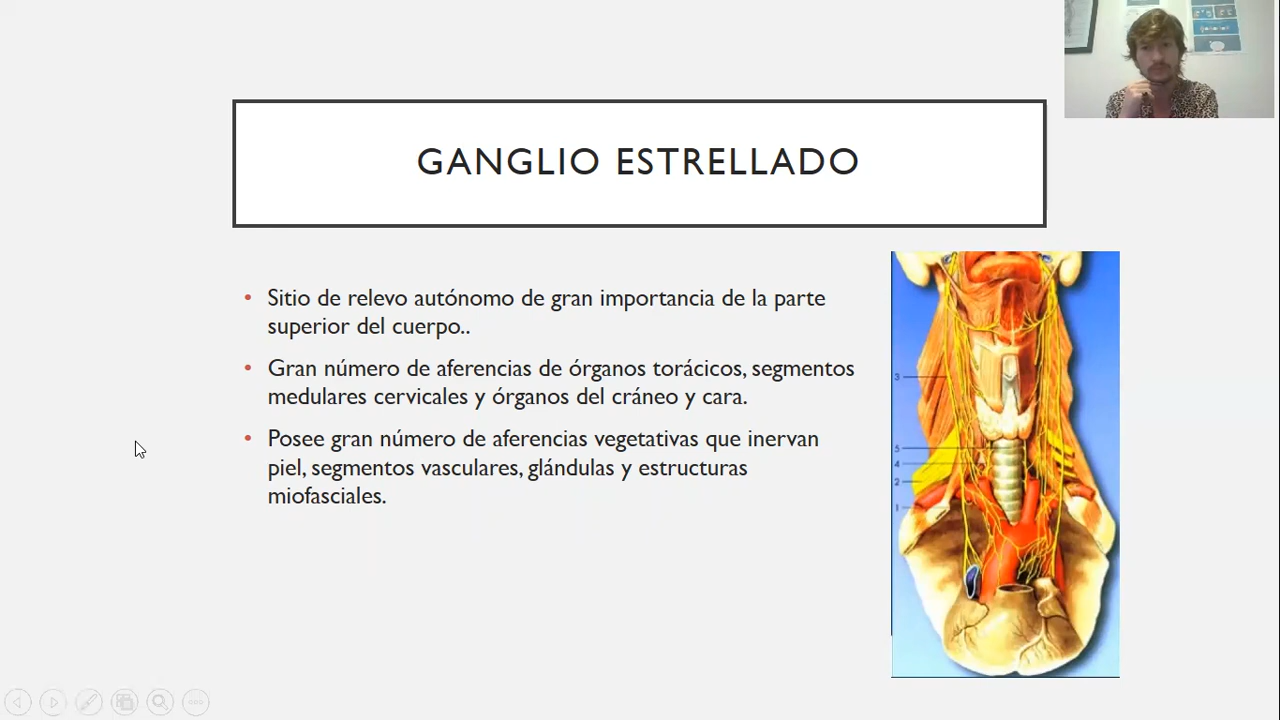 GANGLIO ESTRELLADO
Sitio de relevo autónomo de gran importancia de la parte
superior del cuerpo..
Gran número de aferencias de órganos torácicos, segmentos
medulares cervicales y órganos del cráneo y cara.
Posee gran número de aferencias vegetativas que inervan
piel, segmentos vasculares, glándulas y estructuras
miofasciales.
3
5
4
2
1